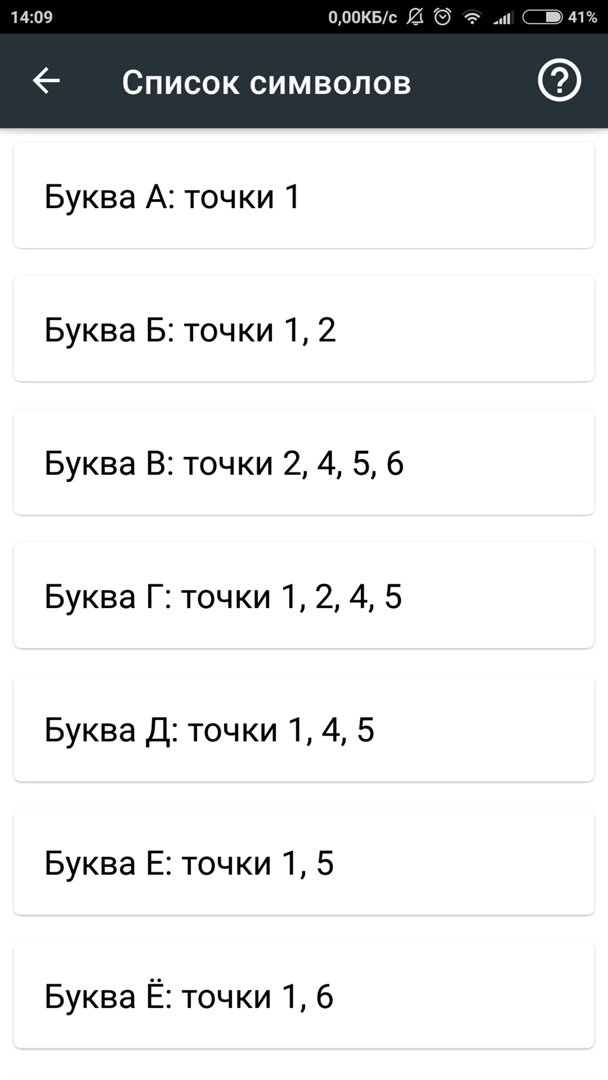 14:09 0,00КБ/с 41%
Список символов
Буква А: точки 1
Буква Б: точки 1, 2
Буква В: точки 2, 4, 5, 6
Буква Г: точки 1, 2, 4, 5
Буква Д: точки 1, 4, 5
Буква Е: точки 1, 5
Буква Ё: точки 1, 6